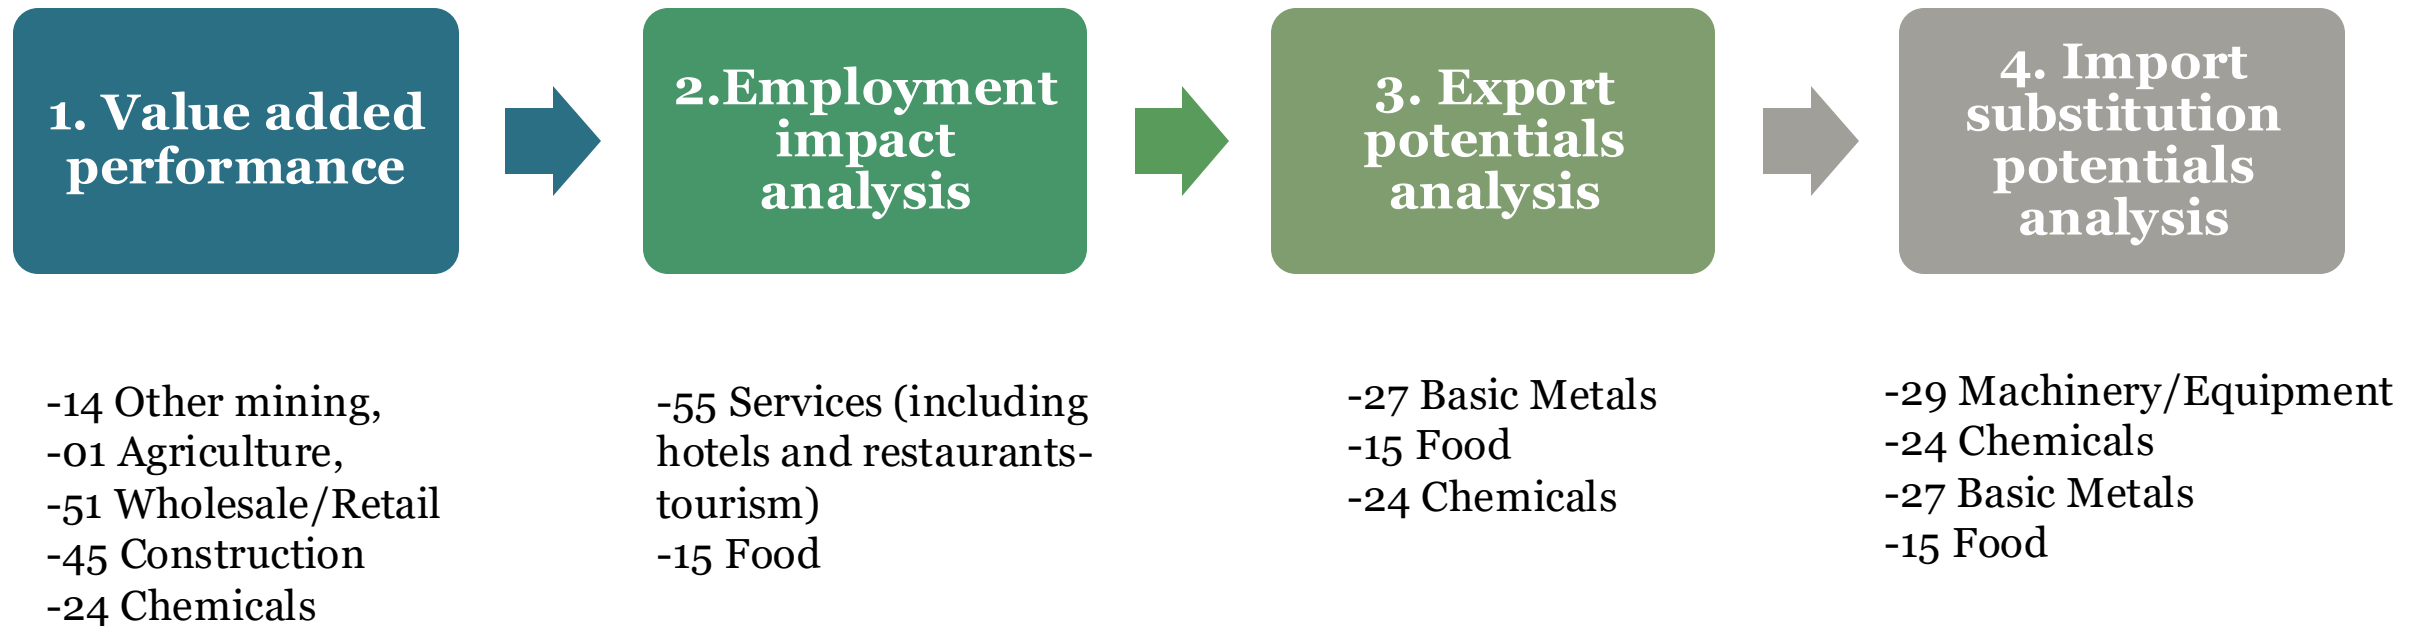 1. Value added
performance
2.Employment
impact
analysis
3. Export
potentials
analysis
4. Import
substitution
potentials
analysis
-14 Other mining,
-01 Agriculture,
-51 Wholesale/Retail
-45 Construction
-24 Chemicals
-55 Services (including
hotels and restaurants-
tourism)
-15 Food
-27 Basic Metals
-15 Food
-24 Chemicals
-29 Machinery/Equipment
-24 Chemicals
-27 Basic Metals
-15 Food